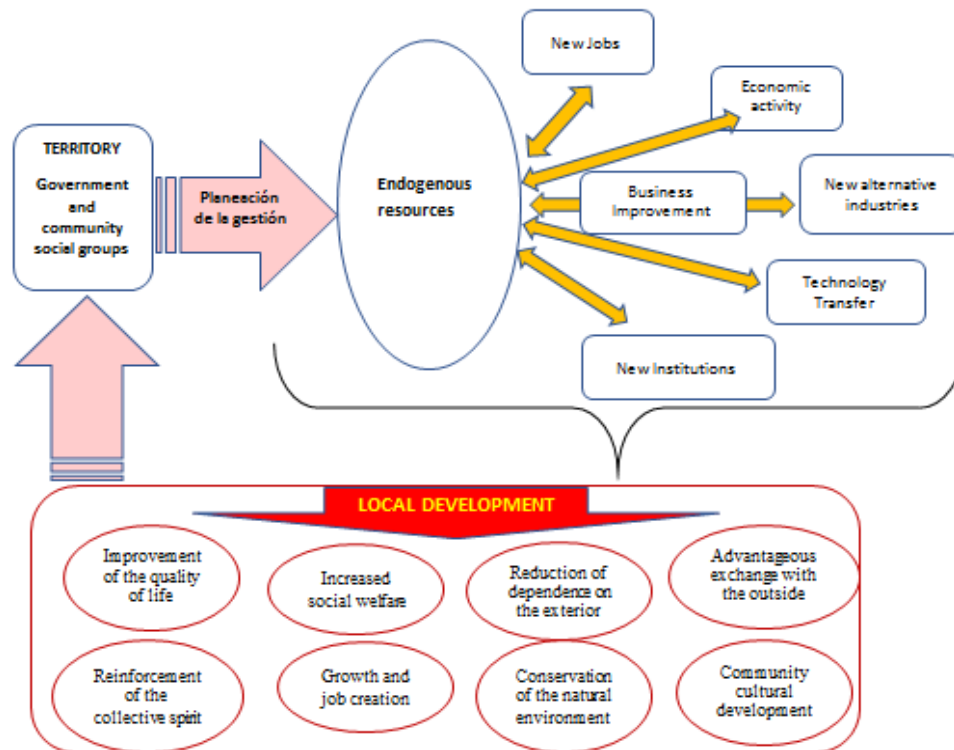 New Jobs
Economic
activity
TERRITORY
Government
and
community
social groups
Planeación
de la gestión
Endogenous
resources
Business
Improvement
New alternative
industries
Technology
Transfer
New Institutions
LOCAL DEVELOPMENT
Improvement
of the quality
of life
Increased
social welfare
Reduction of
dependence on
the exterior
Advantageous
exchange with
the outside
Reinforcement
of the
collective spirit
Growth and
job creation
Conservation
of the natural
environment
Community
cultural
development